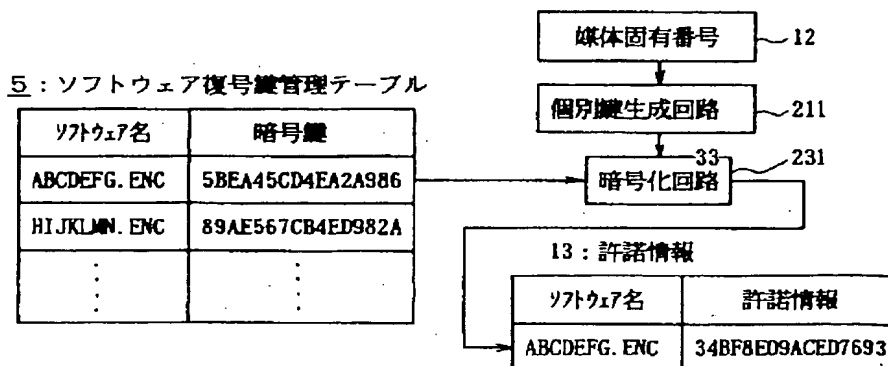 媒体固有番号 12
5：ソフトウェア復号鍵管理テーブル
個別鍵生成回路 211
ソフトウェア名 暗号鍵
33 231
暗号化回路
ABCDEFG.ENC 5BEA45CD4EA2A986
HIJKLMN.ENC 89AE567CB4ED982A
13：許諾情報
ソフトウェア名 許諾情報
ABCDEFG.ENC 34BF8E09ACED7693